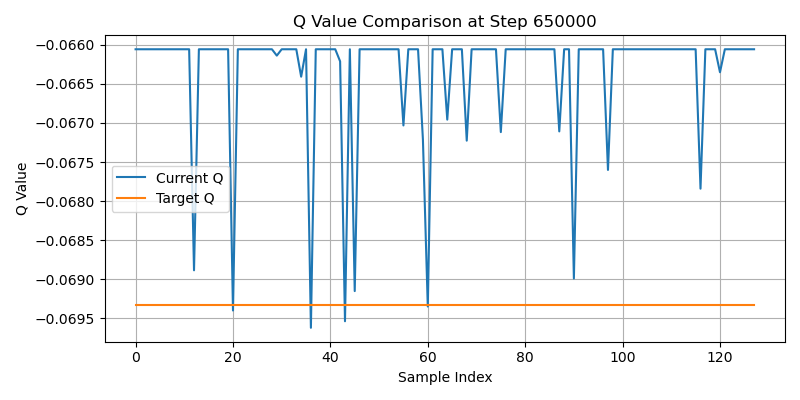 Q Value Comparison at Step 650000
Q Value
−0.0660
−0.0665
−0.0670
−0.0675
−0.0680
−0.0685
−0.0690
−0.0695
Current Q
Target Q
0 20 40 60 80 100 120
Sample Index